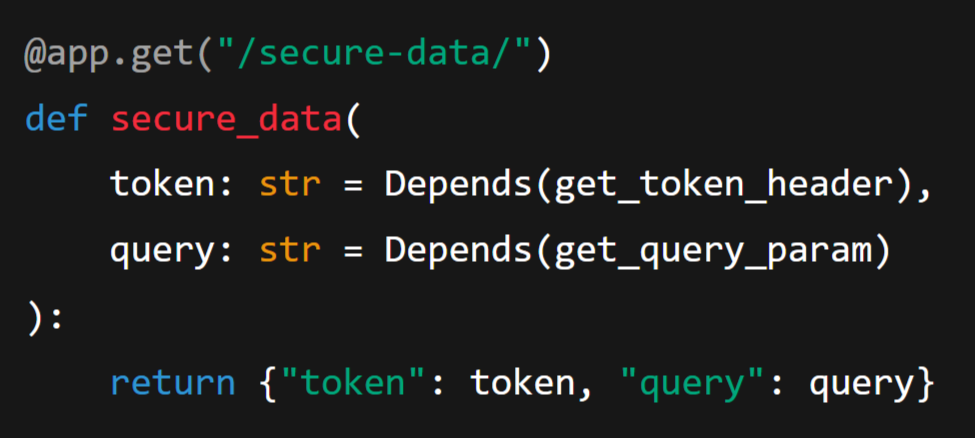 @app.get("/secure-data/")
def secure_data(
    token: str = Depends(get_token_header),
    query: str = Depends(get_query_param)
):
    return {"token": token, "query": query}